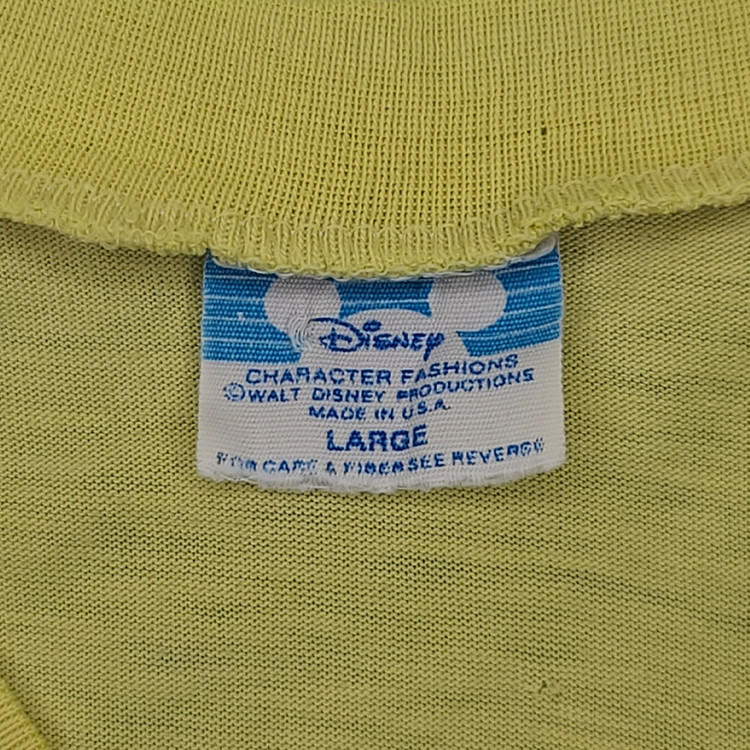 Disney
CHARACTER FASHIONS
©WALT DISNEY PRODUCTIONS
MADE IN U.S.A.
LARGE
FOR CARE & FIBER SEE REVERSE